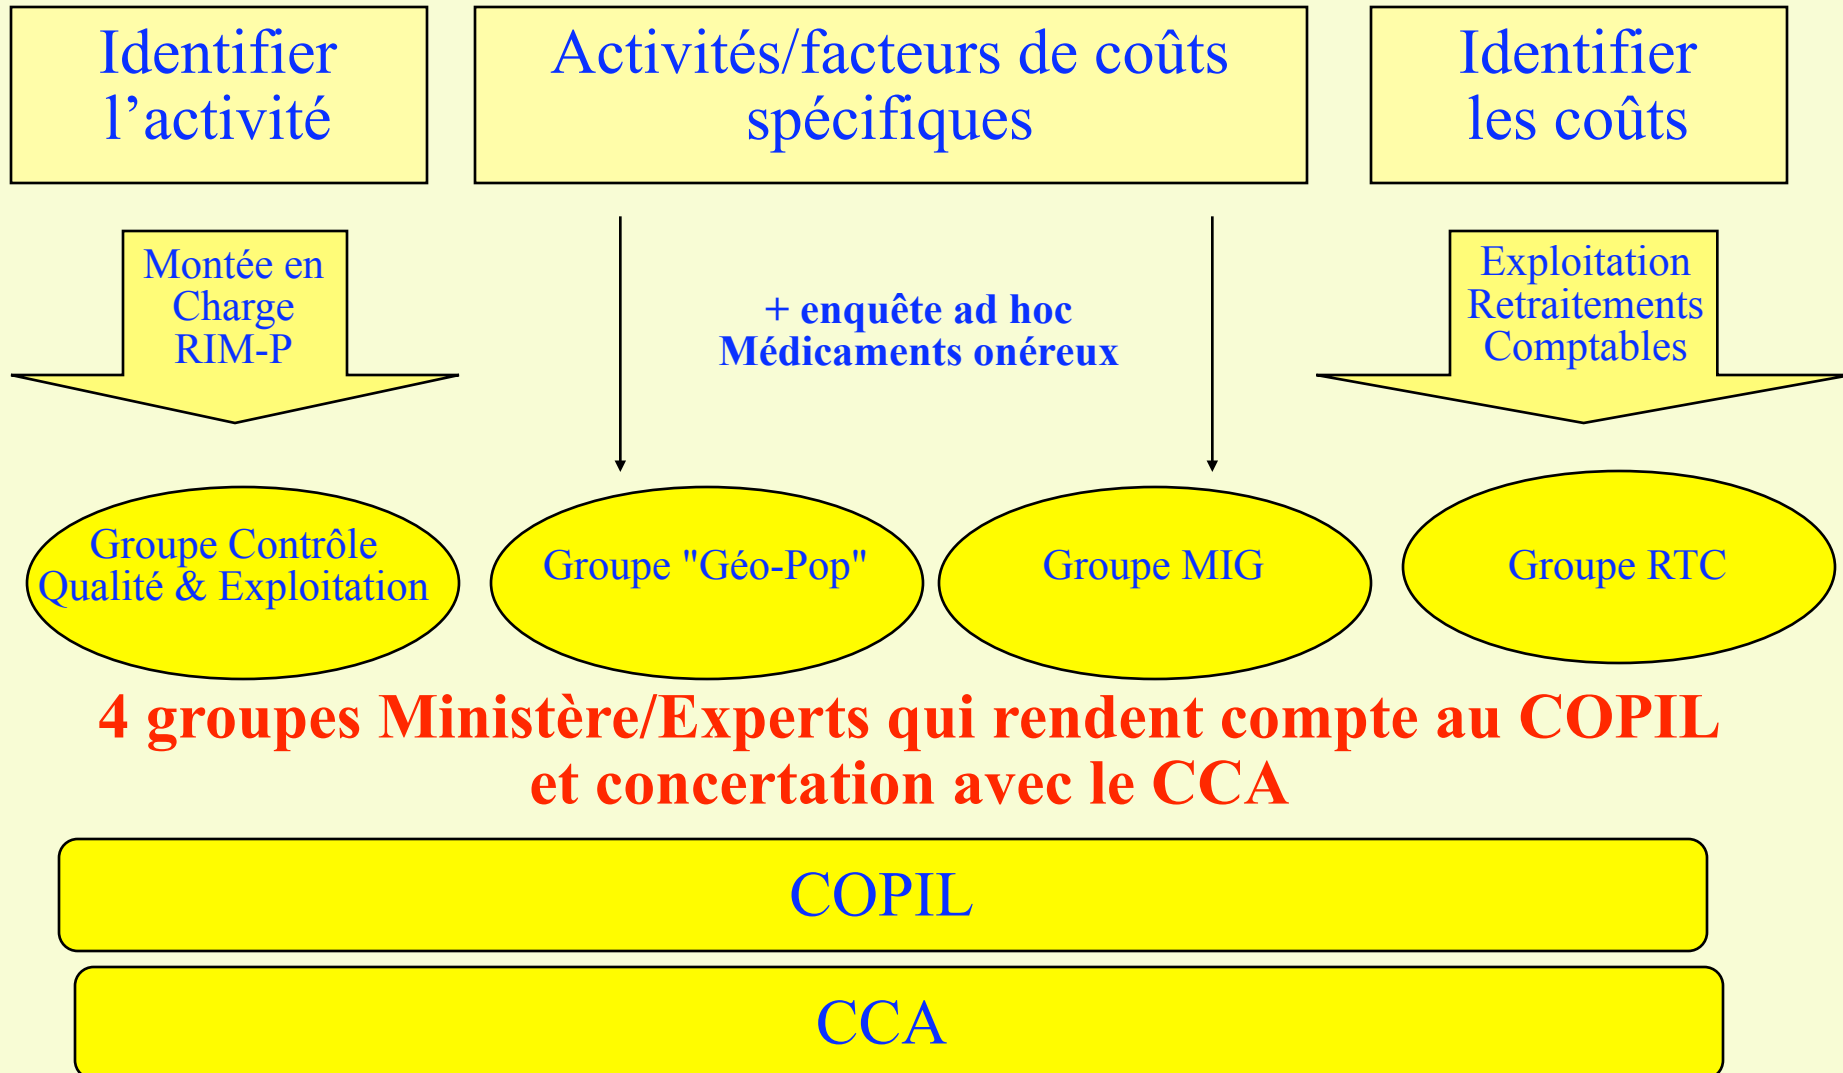 Identifier
l’activité
Activités/facteurs de coûts
spécifiques
Identifier
les coûts
Montée en
Charge
RIM-P
+ enquête ad hoc
Médicaments onéreux
Exploitation
Retraitements
Comptables
Groupe Contrôle
Qualité & Exploitation
Groupe "Géo-Pop"
Groupe MIG
Groupe RTC
4 groupes Ministère/Experts qui rendent compte au COPIL
et concertation avec le CCA
COPIL
CCA